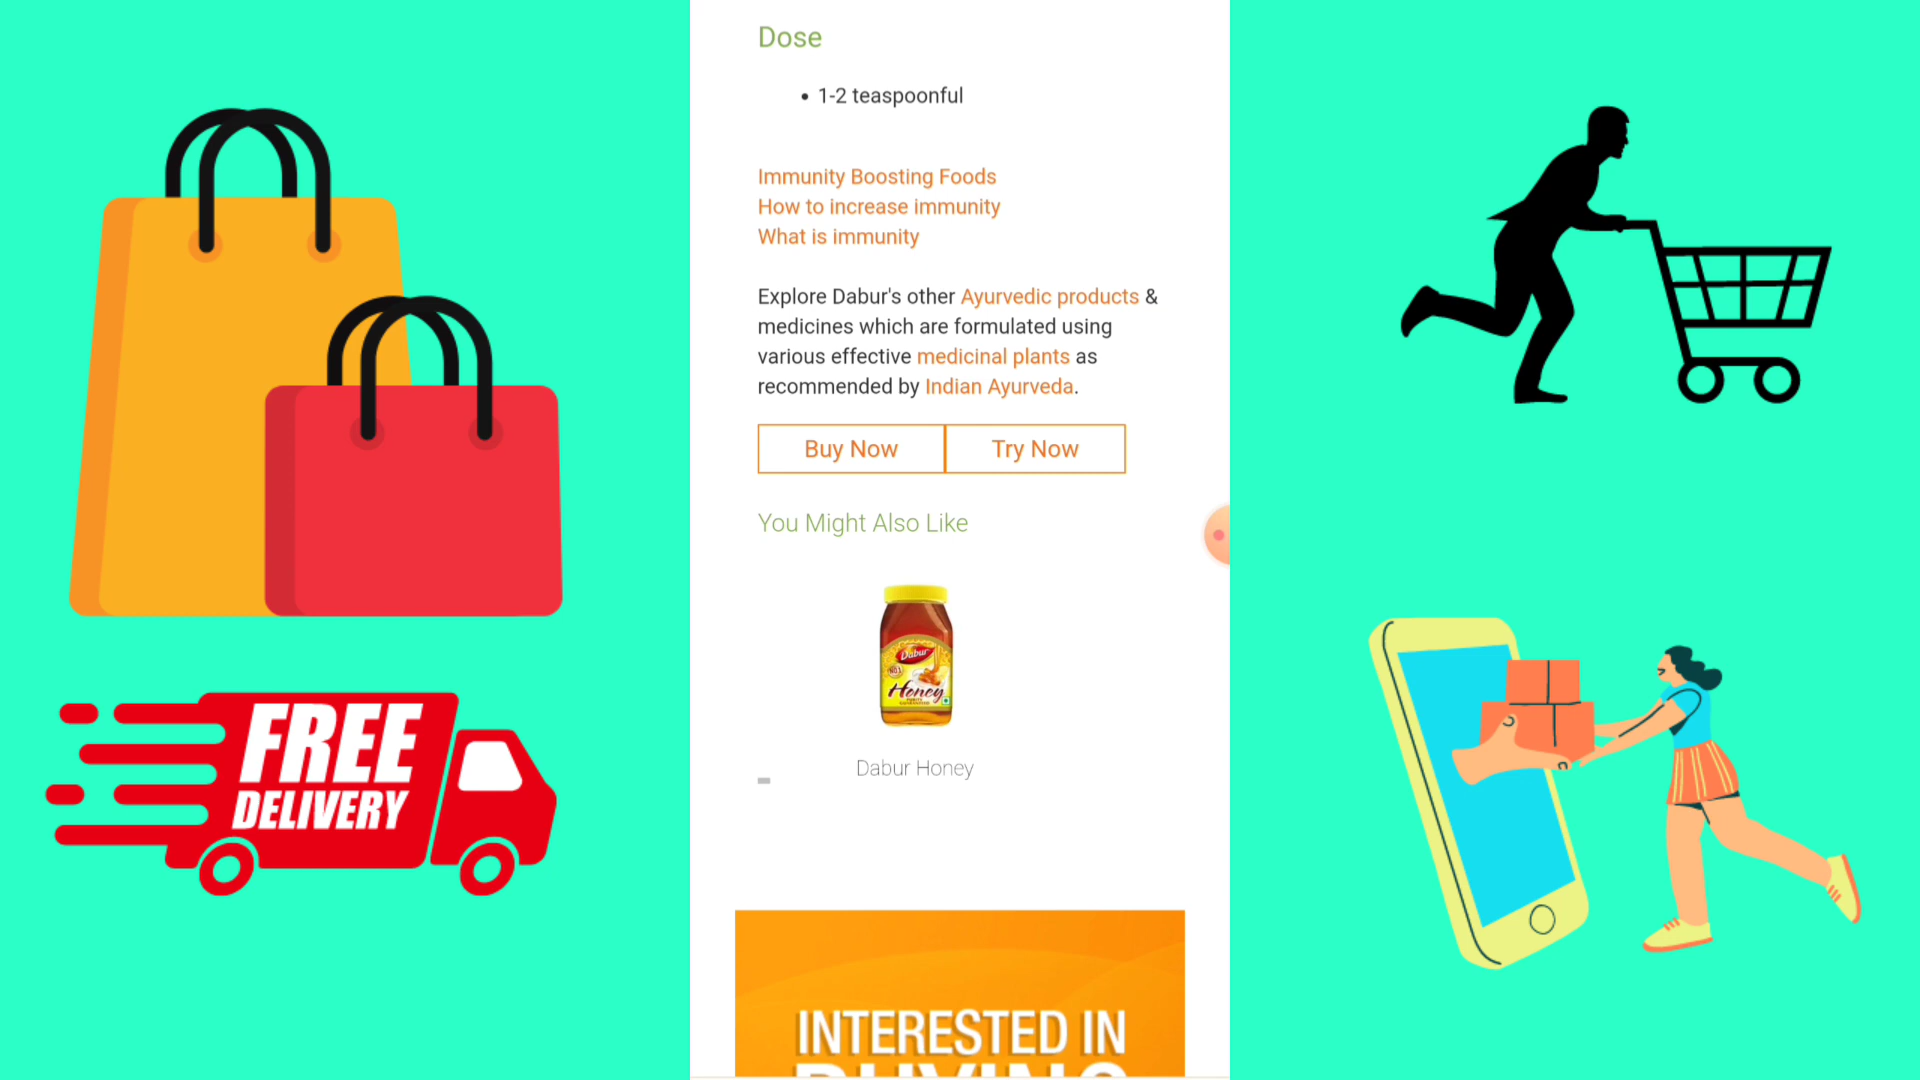 Dose
• 1-2 teaspoonful
Immunity Boosting Foods
How to increase immunity
What is immunity
Explore Dabur's other Ayurvedic products &
medicines which are formulated using
various effective medicinal plants as
recommended by Indian Ayurveda.
Buy Now
Try Now
You Might Also Like
Dabur
Honey
Dabur Honey
FREE
DELIVERY
INTERESTED IN